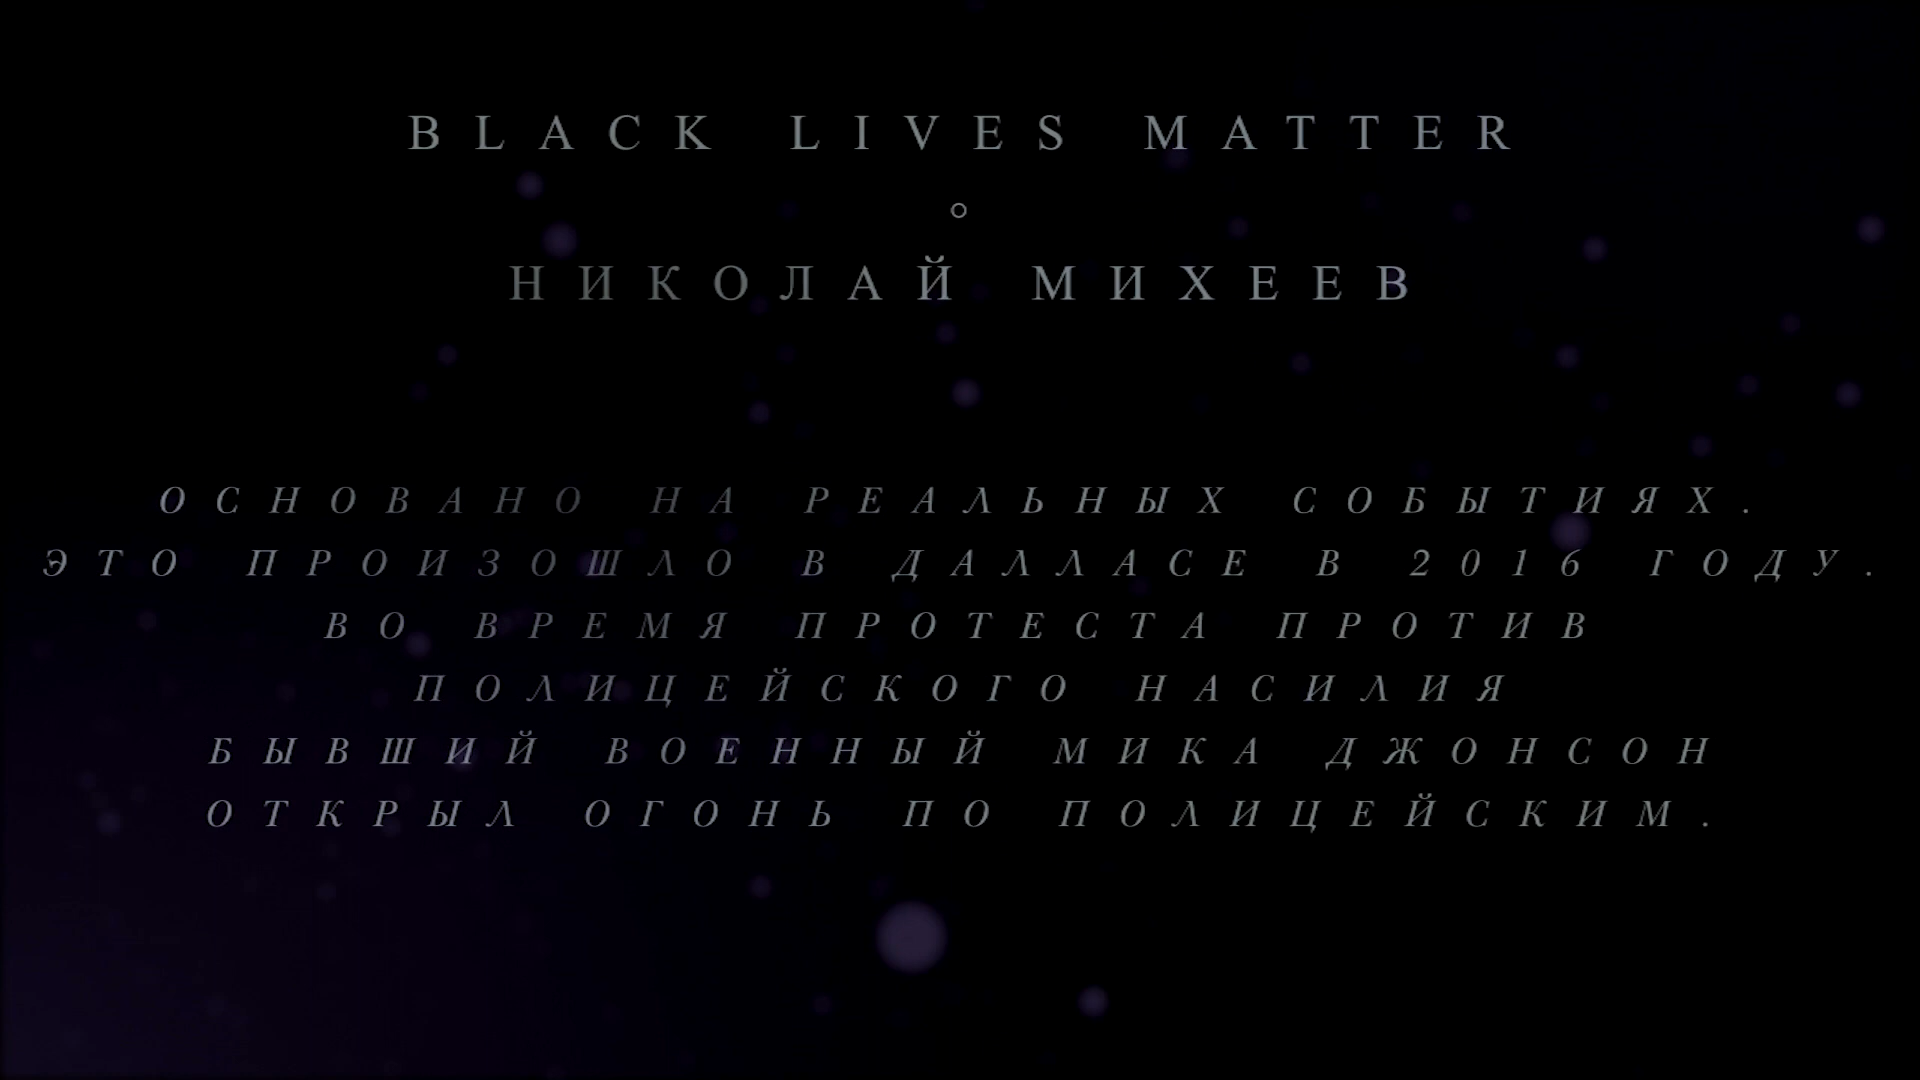 BLACK LIVES MATTER
НИКОЛАЙ МИХЕЕВ
ОСНОВАНО НА РЕАЛЬНЫХ СОБЫТИЯХ.
ЭТО ПРОИЗОШЛО В ДАЛЛАСЕ В 2016 ГОДУ.
ВО ВРЕМЯ ПРОТЕСТА ПРОТИВ
ПОЛИЦЕЙСКОГО НАСИЛИЯ
БЫВШИЙ ВОЕННЫЙ МИКА ДЖОНСОН
ОТКРЫЛ ОГОНЬ ПО ПОЛИЦЕЙСКИМ.